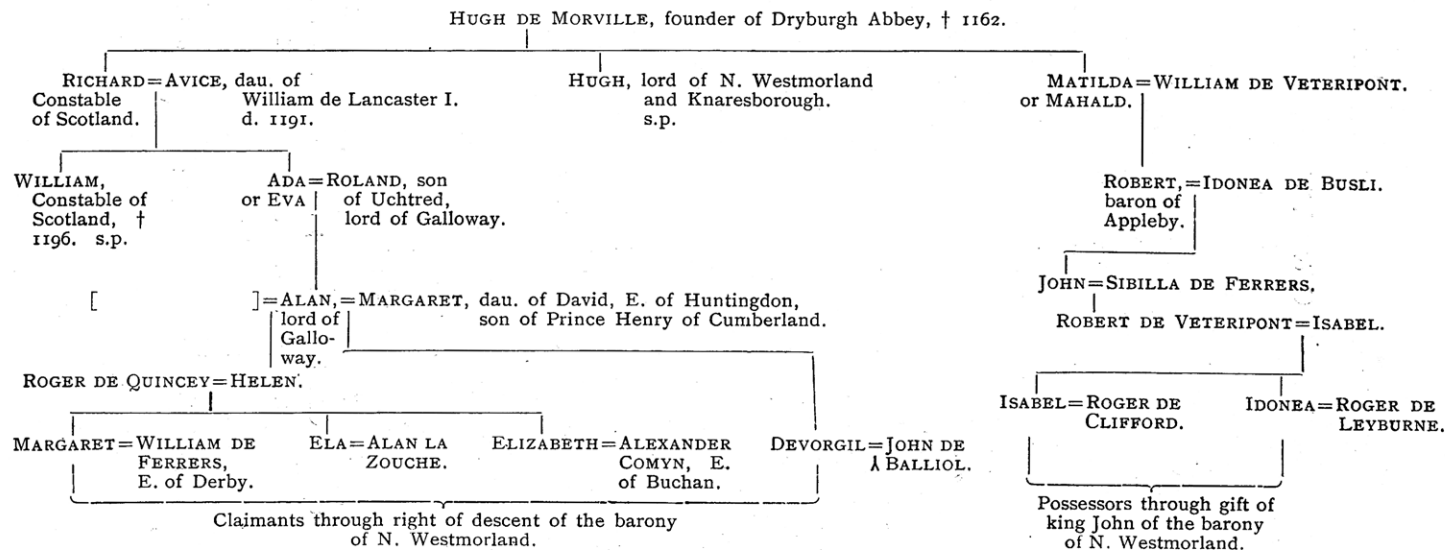 HUGH DE MORVILLE, founder of Dryburgh Abbey, † 1162.
RICHARD=AVICE, dau. of
Constable William de Lancaster I.
of Scotland. d. 1191.
HUGH, lord of N. Westmorland
and Knaresborough.
s.p.
MATILDA=WILLIAM DE VETERIPONT.
or MAHALD.
WILLIAM,
Constable of
Scotland, †
1196. s.p.
ADA=ROLAND, son
or EVA of Uchtred,
lord of Galloway.
ROBERT,=IDONEA DE BUSLI.
baron of
Appleby.
[ ]=ALAN,=MARGARET, dau. of David, E. of Huntingdon,
lord of son of Prince Henry of Cumberland.
Gallo-
way.
JOHN=SIBILLA DE FERRERS.
ROBERT DE VETERIPONT=ISABEL.
ROGER DE QUINCEY=HELEN.
ISABEL=ROGER DE
CLIFFORD.
IDONEA=ROGER DE
LEYBURNE.
MARGARET=WILLIAM DE
FERRERS,
E. of Derby.
ELA=ALAN LA
ZOUCHE.
ELIZABETH=ALEXANDER
COMYN, E.
of Buchan.
DEVORGIL=JOHN DE
BALLIOL.
Claimants through right of descent of the barony
of N. Westmorland.
Possessors through gift of
king John of the barony
of N. Westmorland.